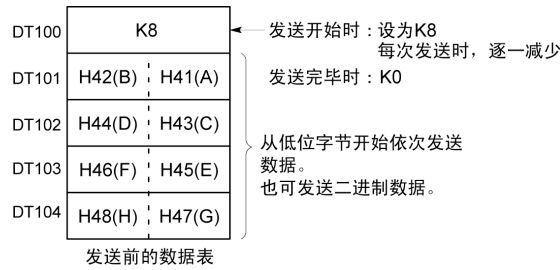 DT100 K8 发送开始时：设为K8
每次发送时，逐一减少
DT101 H42(B) H41(A) 发送完毕时：K0
DT102 H44(D) H43(C)
从低位字节开始依次发送
数据。
DT103 H46(F) H45(E)
也可发送二进制数据。
DT104 H48(H) H47(G)
发送前的数据表